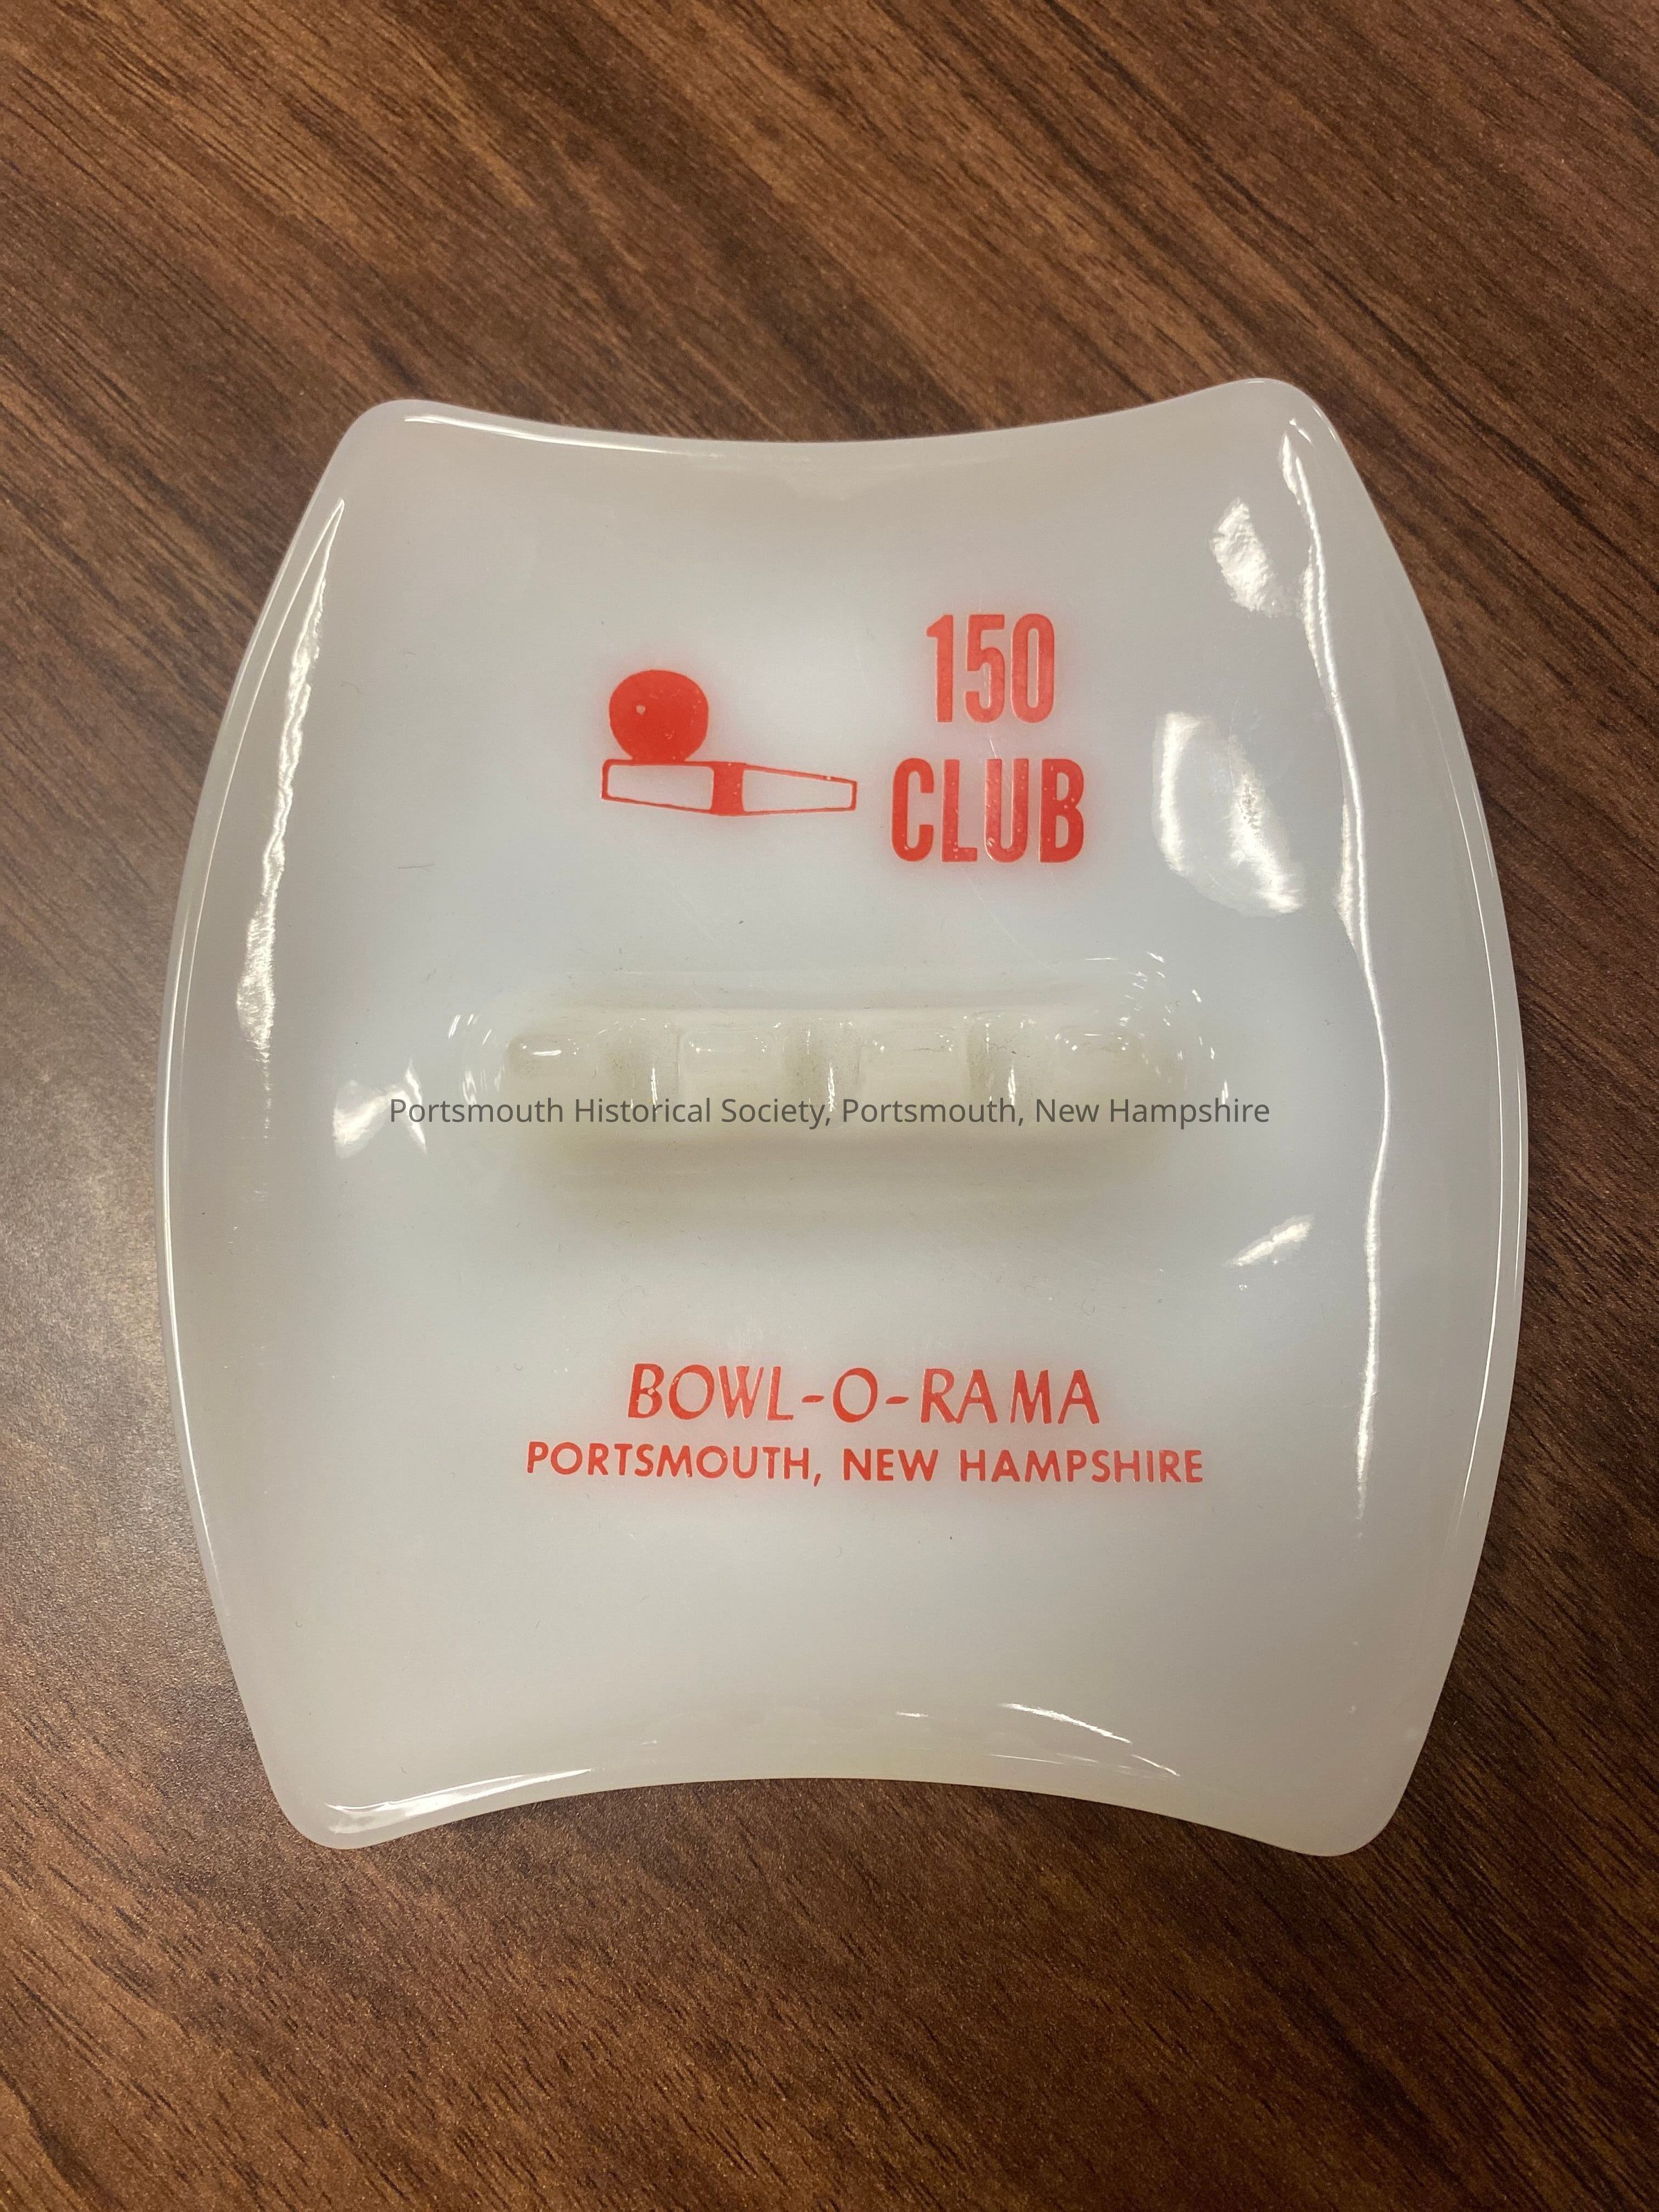 150
CLUB
Portsmouth Historical Society, Portsmouth, New Hampshire
BOWL-O-RAMA
PORTSMOUTH, NEW HAMPSHIRE